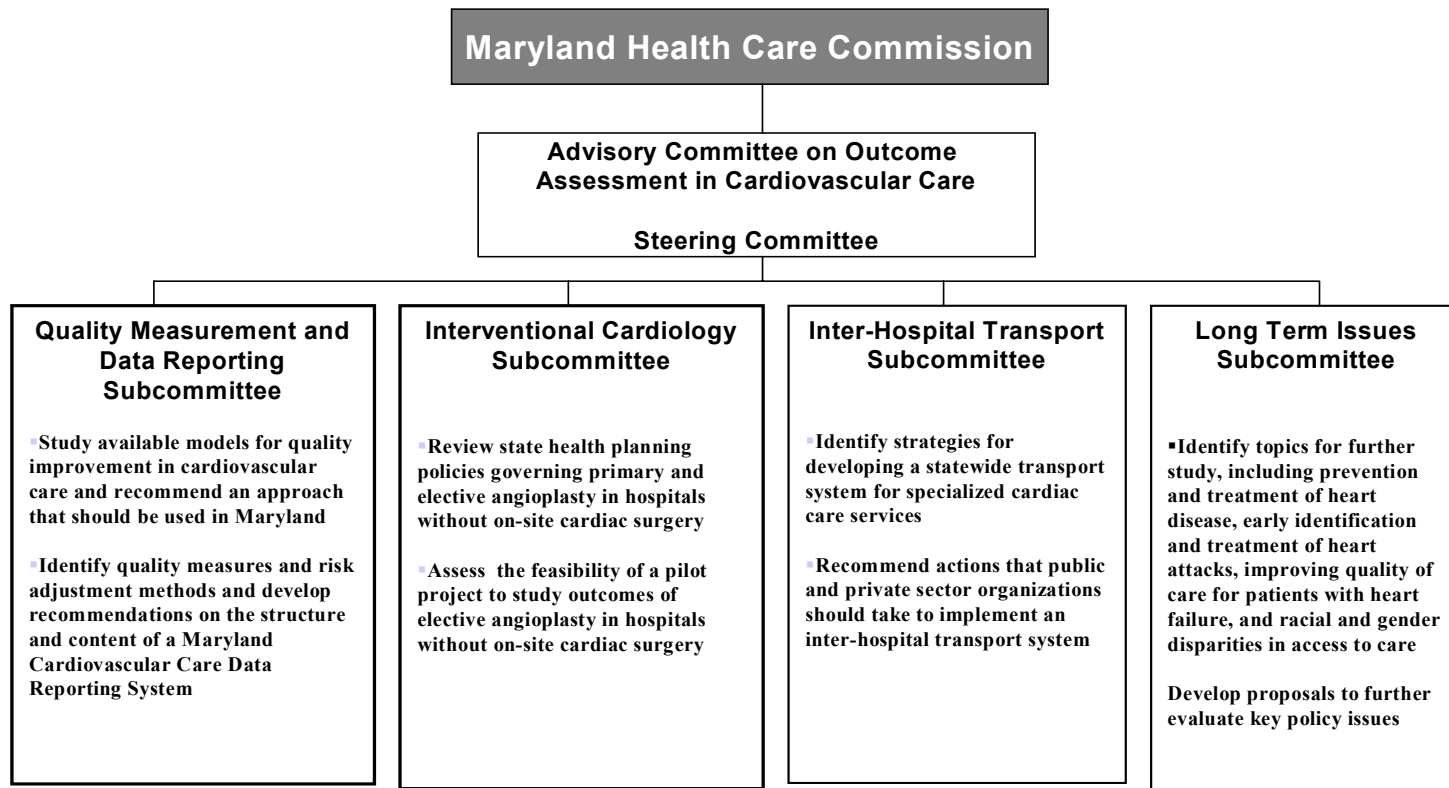 Maryland Health Care Commission
Advisory Committee on Outcome
Assessment in Cardiovascular Care
Steering Committee
Quality Measurement and
Data Reporting
Subcommittee
▪Study available models for quality
improvement in cardiovascular
care and recommend an approach
that should be used in Maryland
▪Identify quality measures and risk
adjustment methods and develop
recommendations on the structure
and content of a Maryland
Cardiovascular Care Data
Reporting System
Interventional Cardiology
Subcommittee
▪Review state health planning
policies governing primary and
elective angioplasty in hospitals
without on-site cardiac surgery
▪Assess the feasibility of a pilot
project to study outcomes of
elective angioplasty in hospitals
without on-site cardiac surgery
Inter-Hospital Transport
Subcommittee
▪Identify strategies for
developing a statewide transport
system for specialized cardiac
care services
▪Recommend actions that public
and private sector organizations
should take to implement an
inter-hospital transport system
Long Term Issues
Subcommittee
▪Identify topics for further
study, including prevention
and treatment of heart
disease, early identification
and treatment of heart
attacks, improving quality of
care for patients with heart
failure, and racial and gender
disparities in access to care
Develop proposals to further
evaluate key policy issues